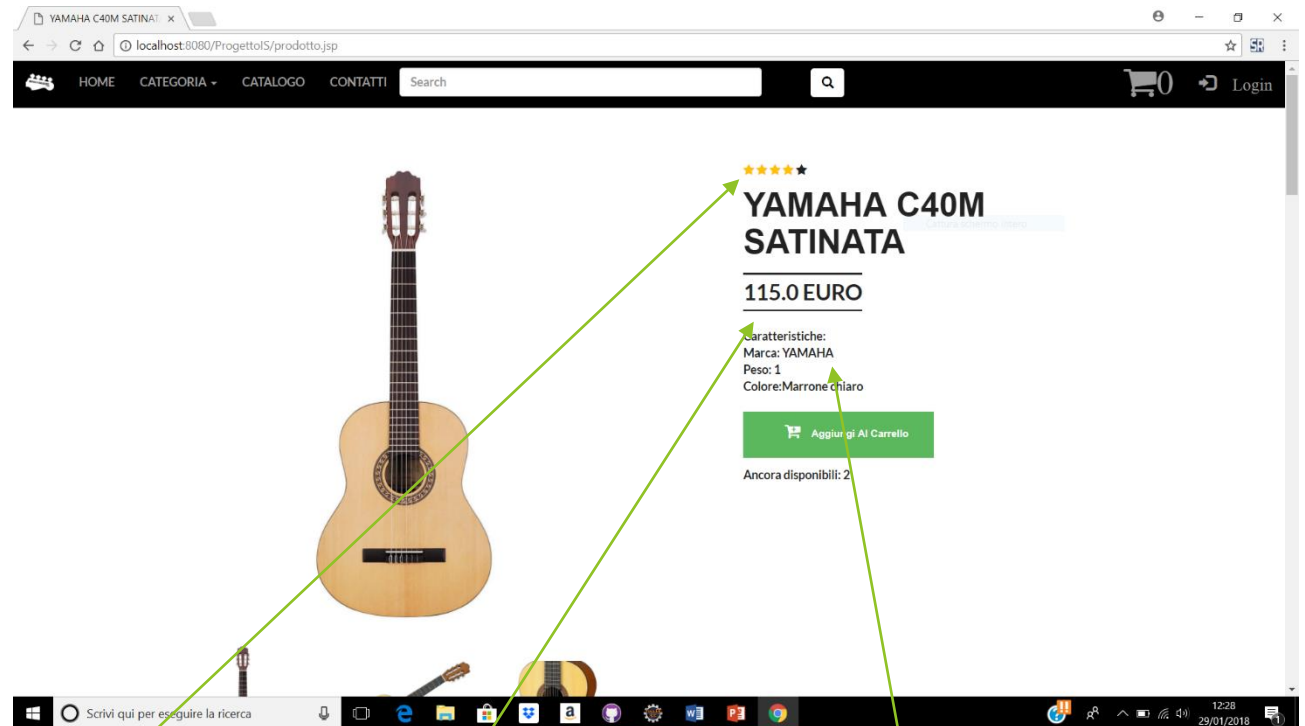 YAMAHA C40M SATINAT
localhost:8080/ProgettoIS/prodotto.jsp
HOME CATEGORIA CATALOGO CONTATTI Search 0 Login
YAMAHA C40M
SATINATA
115.0 EURO
Caratteristiche:
Marca: YAMAHA
Peso: 1
Colore:Marrone chiaro
Aggiungi Al Carrello
Ancora disponibili: 2
Scrivi qui per eseguire la ricerca
12:28
29/01/2018